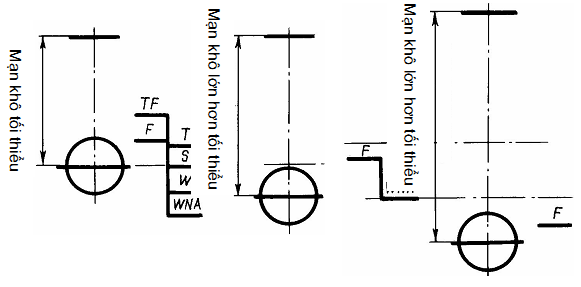 Mạn khô tối thiểu
TF
F
T
S
W
WNA
Mạn khô lớn hơn tối thiểu
Mạn khô lớn hơn tối thiểu
F
F